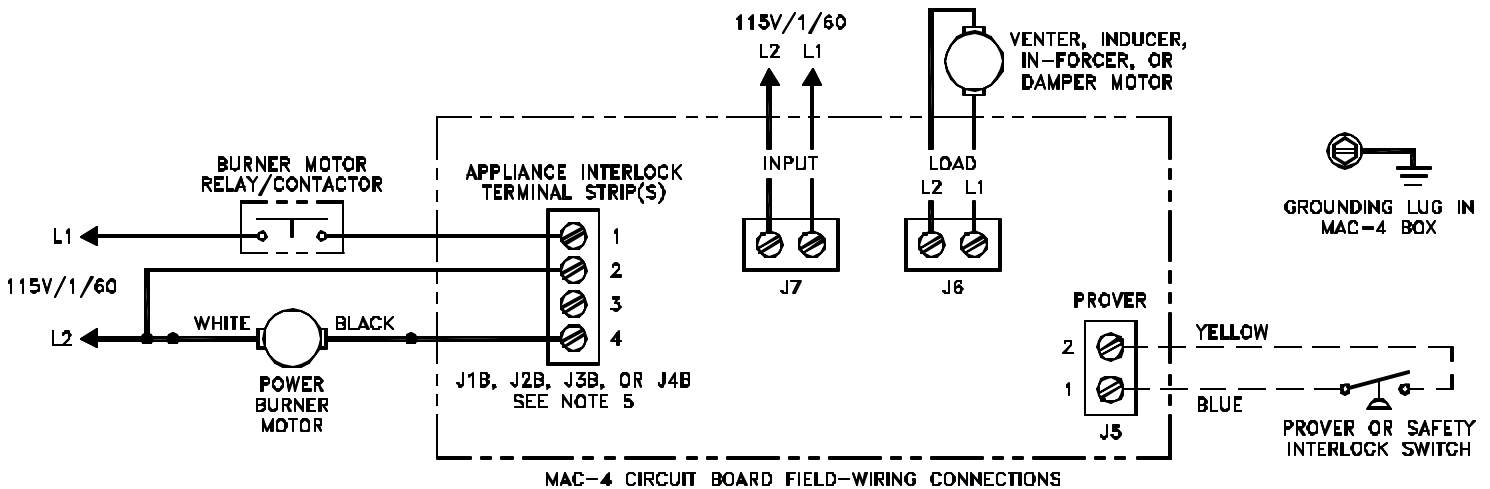 115V/1/60
L2 L1
VENTER, INDUCER,
IN-FORCER, OR
DAMPER MOTOR
BURNER MOTOR
RELAY/CONTACTOR
APPLIANCE INTERLOCK
TERMINAL STRIP(S)
INPUT
LOAD
L2 L1
GROUNDING LUG IN
MAC-4 BOX
L1
1
2
3
4
115V/1/60
L2
WHITE
BLACK
POWER
BURNER
MOTOR
J1B, J2B, J3B, OR J4B
SEE NOTE 5
J7
J6
PROVER
2
1
J5
YELLOW
BLUE
PROVER OR SAFETY
INTERLOCK SWITCH
MAC-4 CIRCUIT BOARD FIELD-WIRING CONNECTIONS